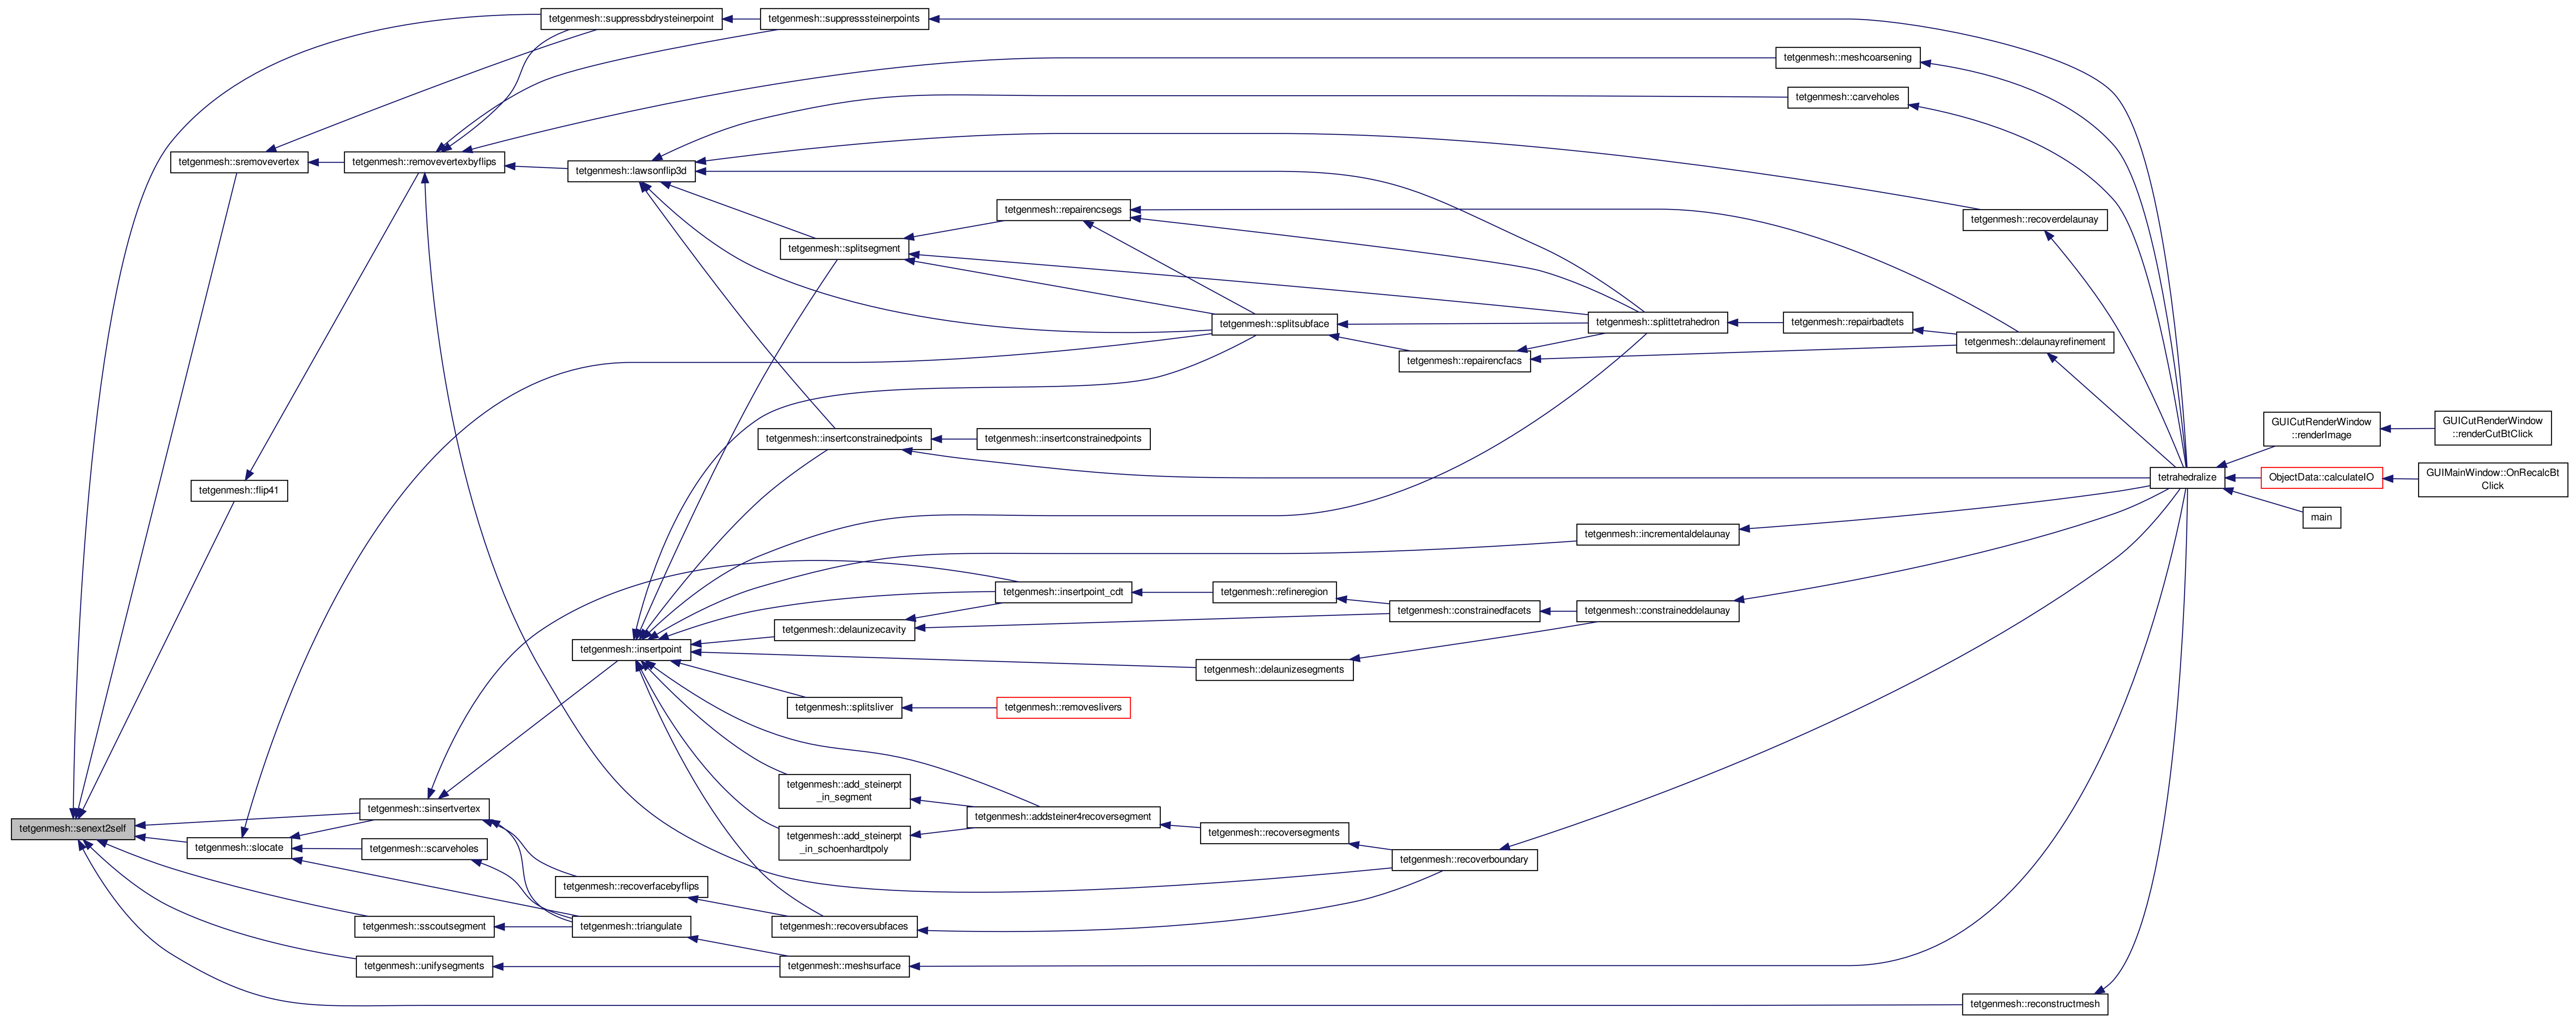 tetgenmesh::suppressbdrysteinerpoint
tetgenmesh::suppresssteinerpoints
tetgenmesh::meshcoarsening
tetgenmesh::carveholes
tetgenmesh::sremovevertex
tetgenmesh::removevertexbyflips
tetgenmesh::lawsonflip3d
tetgenmesh::repairencsegs
tetgenmesh::recoverdelaunay
tetgenmesh::splitsegment
tetgenmesh::splitsubface
tetgenmesh::splittetrahedron
tetgenmesh::repairbadtets
tetgenmesh::delaunayrefinement
tetgenmesh::repairencfacs
GUICutRenderWindow
::renderImage
GUICutRenderWindow
::renderCutBtClick
tetgenmesh::insertconstrainedpoints
tetgenmesh::insertconstrainedpoints
tetrahedralize
ObjectData::calculateIO
GUIMainWindow::OnRecalcBt
Click
tetgenmesh::flip41
main
tetgenmesh::incrementaldelaunay
tetgenmesh::insertpoint_cdt
tetgenmesh::refineregion
tetgenmesh::constrainedfacets
tetgenmesh::constraineddelaunay
tetgenmesh::delaunizecavity
tetgenmesh::insertpoint
tetgenmesh::delaunizesegments
tetgenmesh::splitsliver
tetgenmesh::removeslivers
tetgenmesh::add_steinerpt
_in_segment
tetgenmesh::sinsertvertex
tetgenmesh::addsteiner4recoversegment
tetgenmesh::senext2self
tetgenmesh::recoversegments
tetgenmesh::add_steinerpt
_in_schoenhardtpoly
tetgenmesh::slocate
tetgenmesh::scarveholes
tetgenmesh::recoverboundary
tetgenmesh::recoverfacebyflips
tetgenmesh::sscoutsegment
tetgenmesh::triangulate
tetgenmesh::recoversubfaces
tetgenmesh::unifysegments
tetgenmesh::meshsurface
tetgenmesh::reconstructmesh